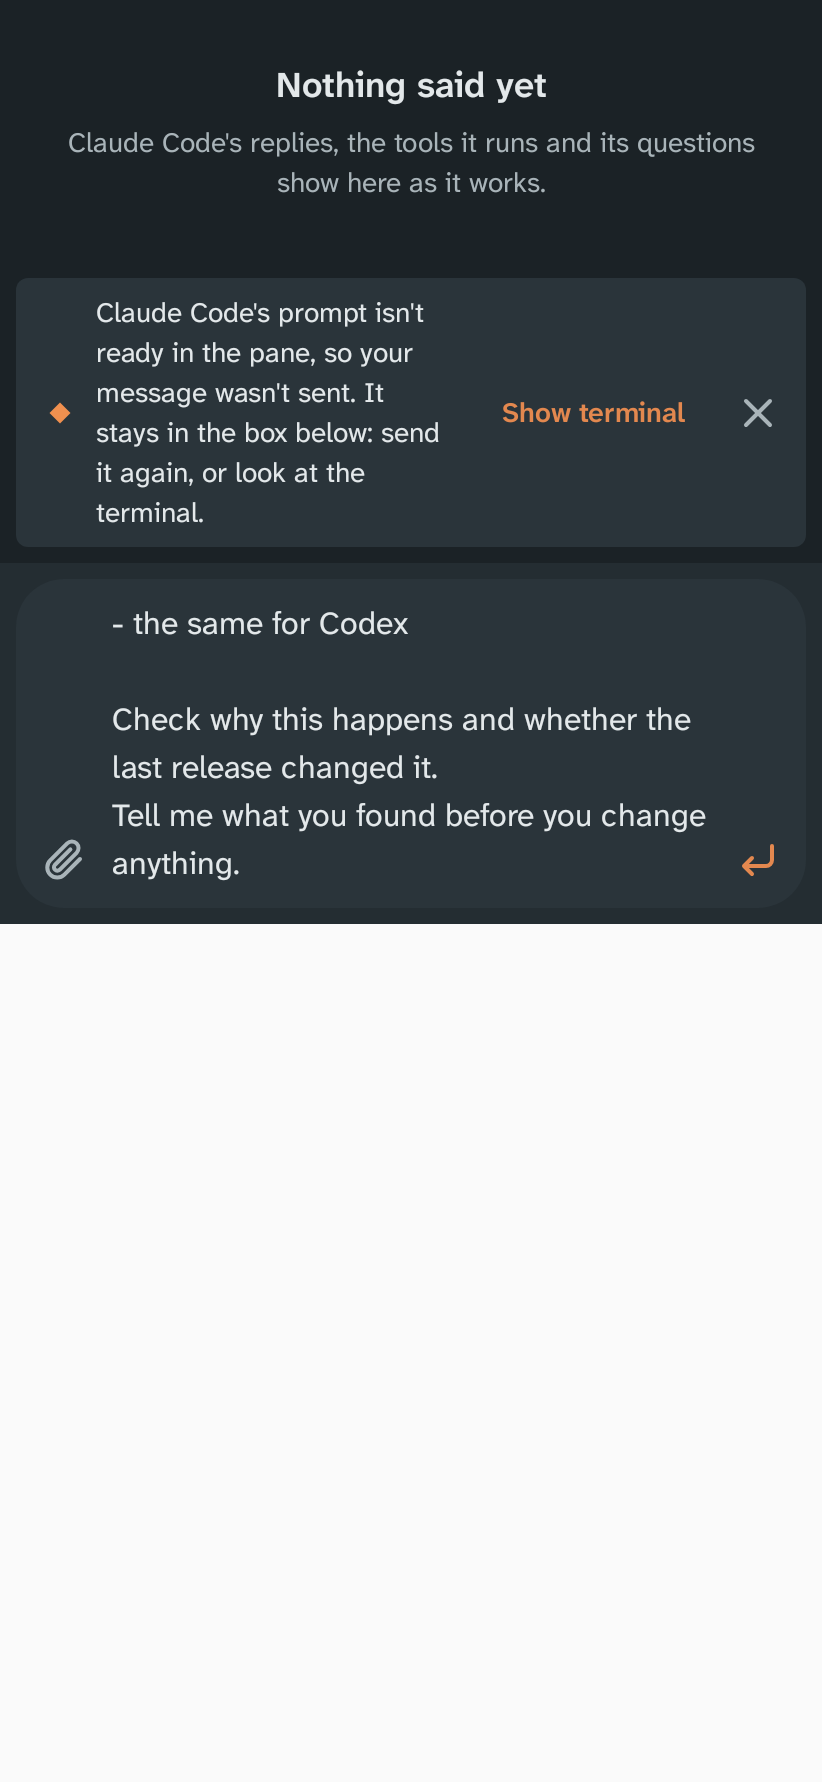 Nothing said yet
Claude Code's replies, the tools it runs and its questions
show here as it works.
Claude Code's prompt isn't
ready in the pane, so your
message wasn't sent. It
stays in the box below: send
it again, or look at the
terminal.
Show terminal
- the same for Codex
Check why this happens and whether the
last release changed it.
Tell me what you found before you change
anything.